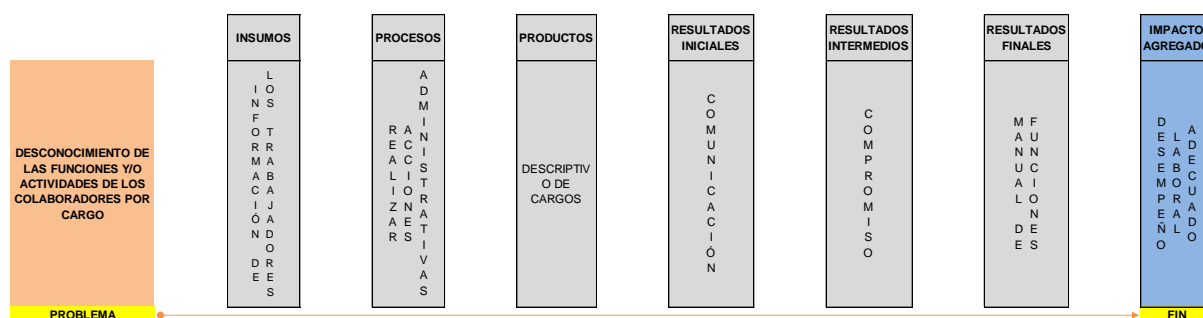 INSUMOS
PROCESOS
PRODUCTOS
RESULTADOS
INICIALES
RESULTADOS
INTERMEDIOS
RESULTADOS
FINALES
IMPACTO
AGREGADO
DESCONOCIMIENTO DE
LAS FUNCIONES Y/O
ACTIVIDADES DE LOS
COLABORADORES POR
CARGO
INFORMACIÓN DE
LOS TRABAJADORES
REALIZAR
ACCIONES
ADMINISTRATIVAS
DESCRIPTIV
O DE
CARGOS
COMUNICACIÓN
COMPROMISO
MANUAL DE
FUNCIONES
DESEMPEÑO
LABORAL
ADECUADO
PROBLEMA
FIN